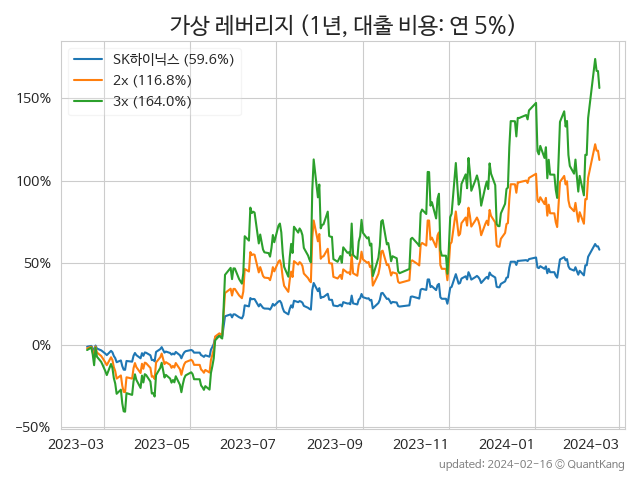 가상 레버리지 (1년, 대출 비용: 연 5%)
SK하이닉스 (59.6%)
2x (116.8%)
3x (164.0%)
150%
100%
50%
0%
−50%
2023−03 2023−05 2023−07 2023−09 2023−11 2024−01 2024−03
updated: 2024−02−16 © QuantKang